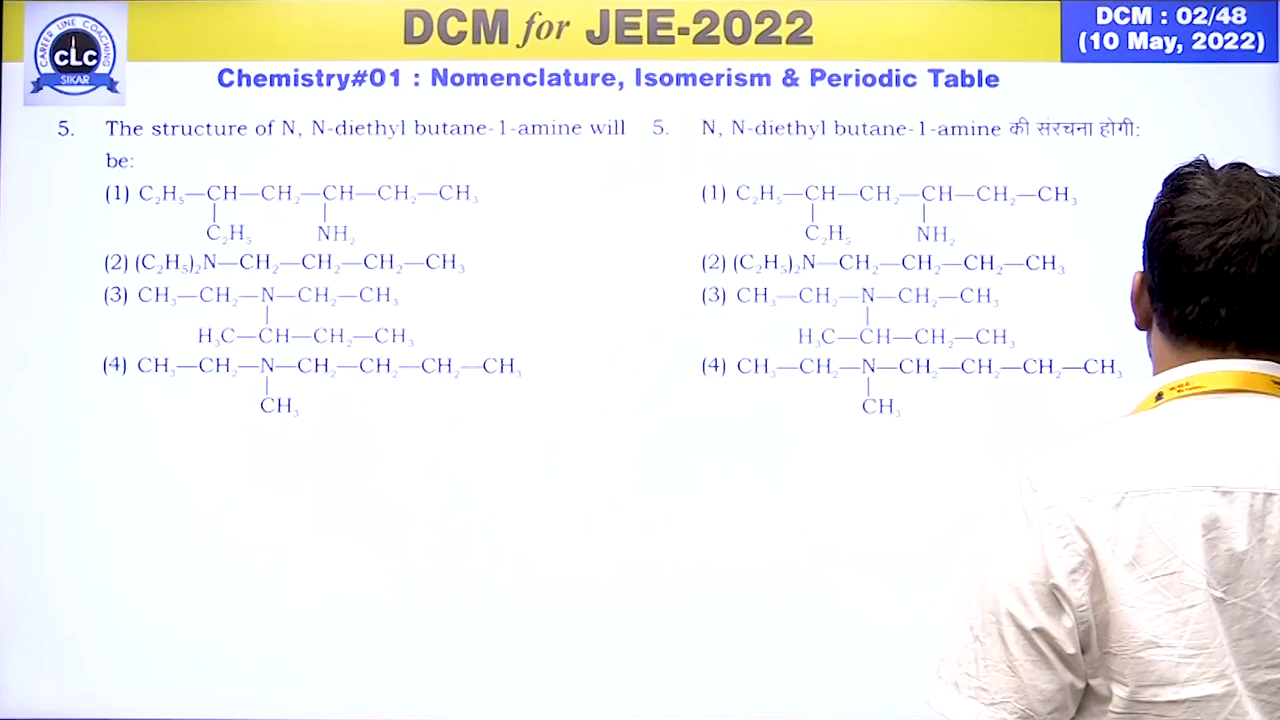 DCM for JEE-2022
DCM : 02/48
(10 May, 2022)
CAREER LINE COACHING
CLC
SIKAR
Chemistry#01 : Nomenclature, Isomerism & Periodic Table
5. The structure of N, N-diethyl butane-1-amine will
be:
(1) C₂H₅—CH—CH₂—CH—CH₂—CH₃
| |
C₂H₅ NH₂
(2) (C₂H₅)₂N—CH₂—CH₂—CH₂—CH₃
(3) CH₃—CH₂—N—CH₂—CH₃
|
H₃C—CH—CH₂—CH₃
(4) CH₃—CH₂—N—CH₂—CH₂—CH₂—CH₃
|
CH₃
5. N, N-diethyl butane-1-amine की संरचना होगी:
(1) C₂H₅—CH—CH₂—CH—CH₂—CH₃
| |
C₂H₅ NH₂
(2) (C₂H₅)₂N—CH₂—CH₂—CH₂—CH₃
(3) CH₃—CH₂—N—CH₂—CH₃
|
H₃C—CH—CH₂—CH₃
(4) CH₃—CH₂—N—CH₂—CH₂—CH₂—CH₃
|
CH₃